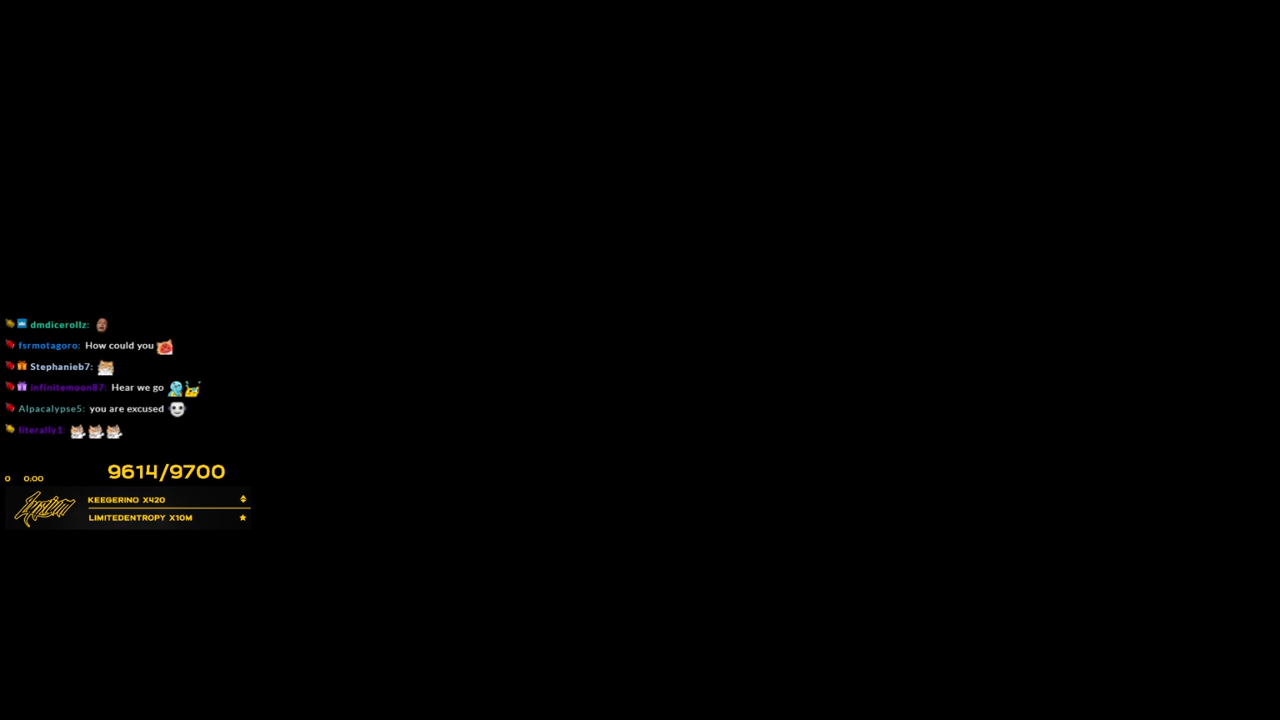 dmdicerollz:
fsrmotagoro: How could you
Stephanieb7:
infinitemoon87: Hear we go
Alpacalypse5: you are excused
literally1:
9614/9700
0 0:00
KEEGERINO X420
LIMITEDENTROPY X10M